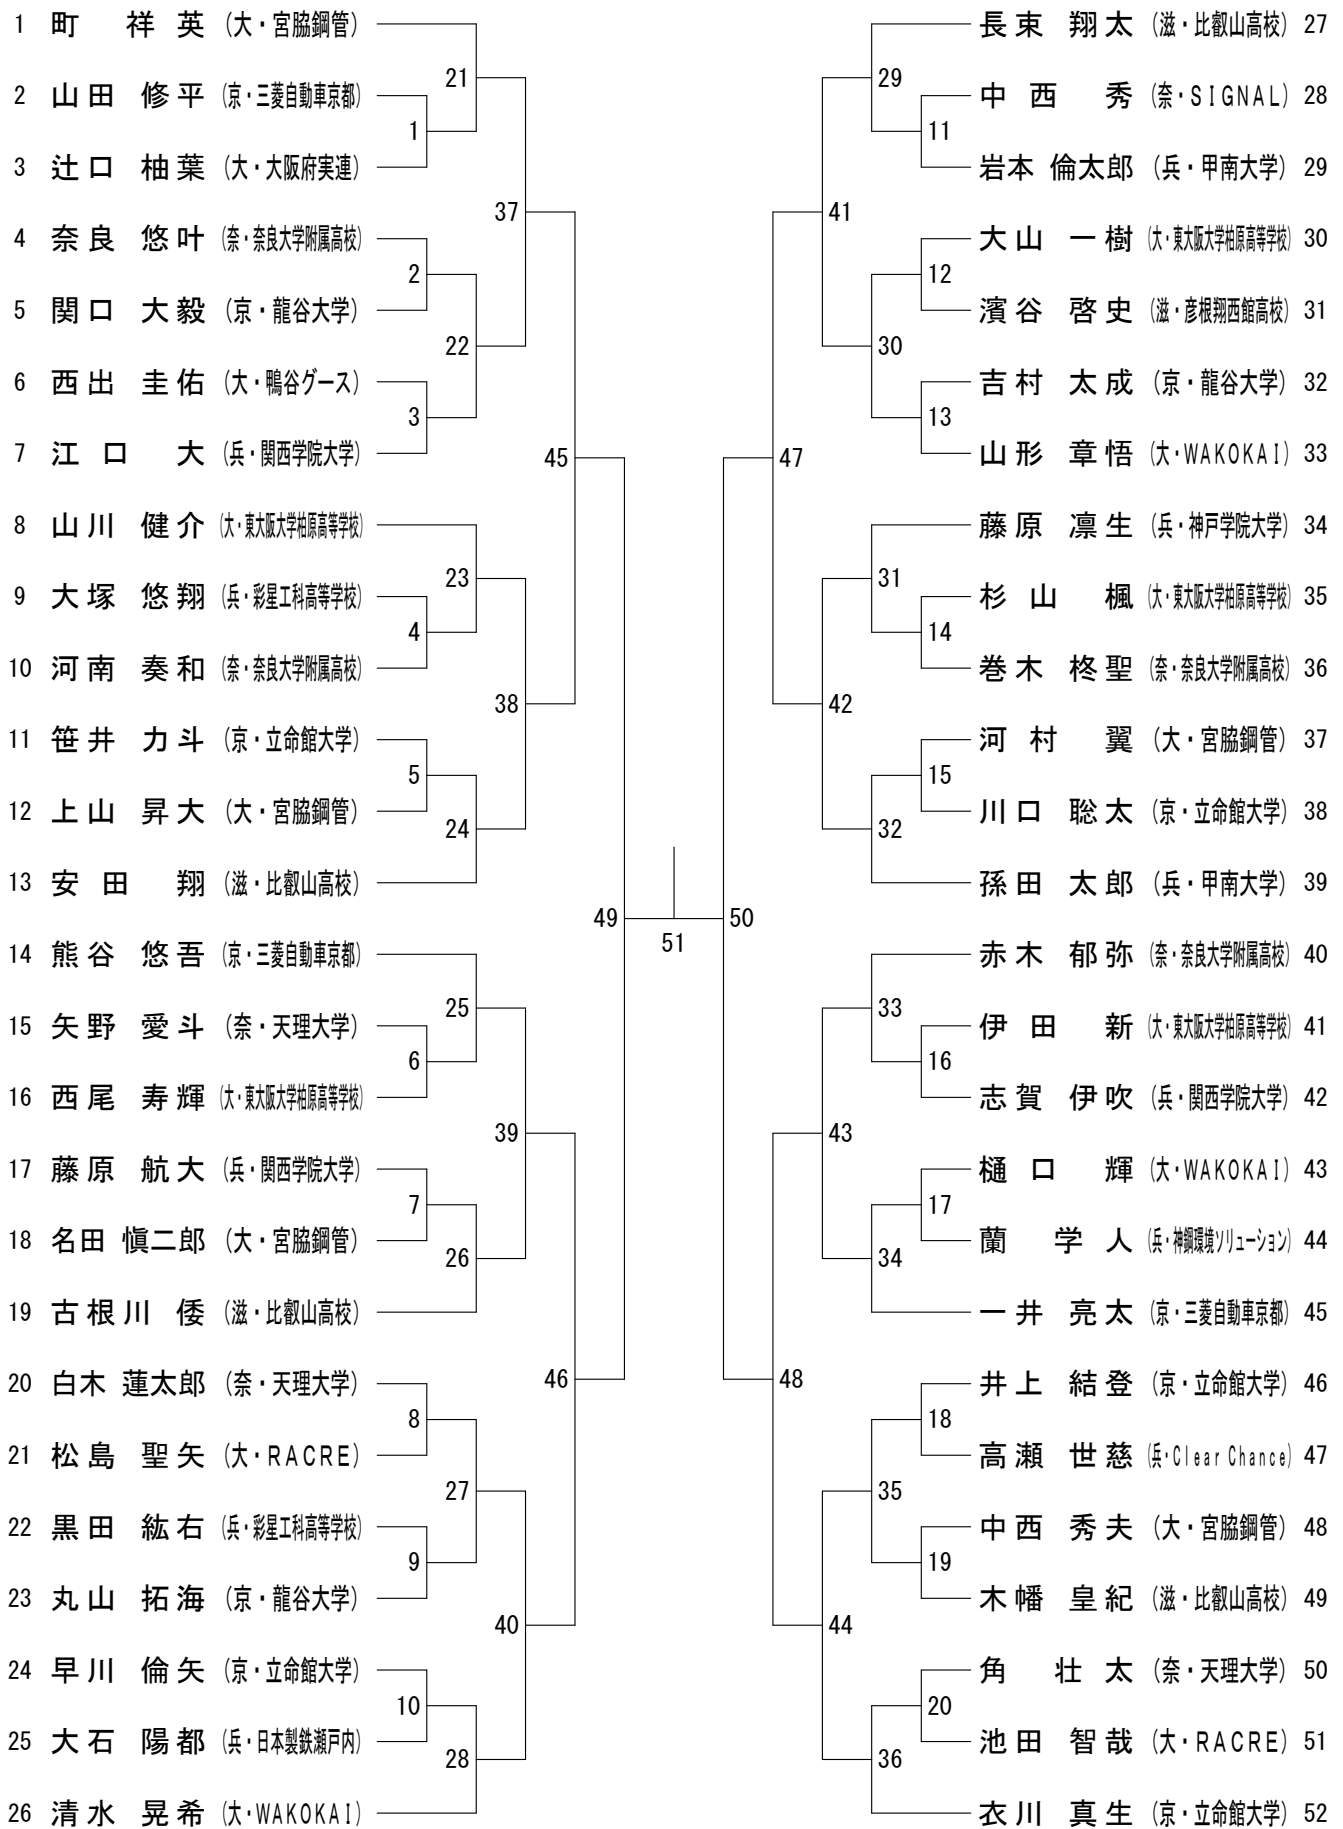 1 町 祥英 (大・宮脇鋼管)
2 山田 修平 (京・三菱自動車京都)
3 辻口 柚葉 (大・大阪府実連)
4 奈良 悠叶 (奈・奈良大学附属高校)
5 関口 大毅 (京・龍谷大学)
6 西出 圭佑 (大・鴨谷グース)
7 江口 大 (兵・関西学院大学)
8 山川 健介 (大・東大阪大学柏原高等学校)
9 大塚 悠翔 (兵・彩星工科高等学校)
10 河南 奏和 (奈・奈良大学附属高校)
11 笹井 力斗 (京・立命館大学)
12 上山 昇大 (大・宮脇鋼管)
13 安田 翔 (滋・比叡山高校)
14 熊谷 悠吾 (京・三菱自動車京都)
15 矢野 愛斗 (奈・天理大学)
16 西尾 寿輝 (大・東大阪大学柏原高等学校)
17 藤原 航大 (兵・関西学院大学)
18 名田 愼二郎 (大・宮脇鋼管)
19 古根川 倭 (滋・比叡山高校)
20 白木 蓮太郎 (奈・天理大学)
21 松島 聖矢 (大・RACRE)
22 黒田 紘右 (兵・彩星工科高等学校)
23 丸山 拓海 (京・龍谷大学)
24 早川 倫矢 (京・立命館大学)
25 大石 陽都 (兵・日本製鉄瀬戸内)
26 清水 晃希 (大・WAKOKAI)
1
2
3
4
5
6
7
8
9
10
21
22
23
24
25
26
27
28
37
38
39
40
45
46
49
51
50
47
48
41
42
43
44
29
30
31
32
33
34
35
36
11
12
13
14
15
16
17
18
19
20
長束 翔太 (滋・比叡山高校) 27
中西 秀 (奈・SIGNAL) 28
岩本 倫太郎 (兵・甲南大学) 29
大山 一樹 (大・東大阪大学柏原高等学校) 30
濱谷 啓史 (滋・彦根翔西館高校) 31
吉村 太成 (京・龍谷大学) 32
山形 章悟 (大・WAKOKAI) 33
藤原 凛生 (兵・神戸学院大学) 34
杉山 楓 (大・東大阪大学柏原高等学校) 35
巻木 柊聖 (奈・奈良大学附属高校) 36
河村 翼 (大・宮脇鋼管) 37
川口 聡太 (京・立命館大学) 38
孫田 太郎 (兵・甲南大学) 39
赤木 郁弥 (奈・奈良大学附属高校) 40
伊田 新 (大・東大阪大学柏原高等学校) 41
志賀 伊吹 (兵・関西学院大学) 42
樋口 輝 (大・WAKOKAI) 43
蘭 学人 (兵・神鋼環境ソリューション) 44
一井 亮太 (京・三菱自動車京都) 45
井上 結登 (京・立命館大学) 46
高瀬 世慈 (兵・Clear Chance) 47
中西 秀夫 (大・宮脇鋼管) 48
木幡 皇紀 (滋・比叡山高校) 49
角 壮太 (奈・天理大学) 50
池田 智哉 (大・RACRE) 51
衣川 真生 (京・立命館大学) 52